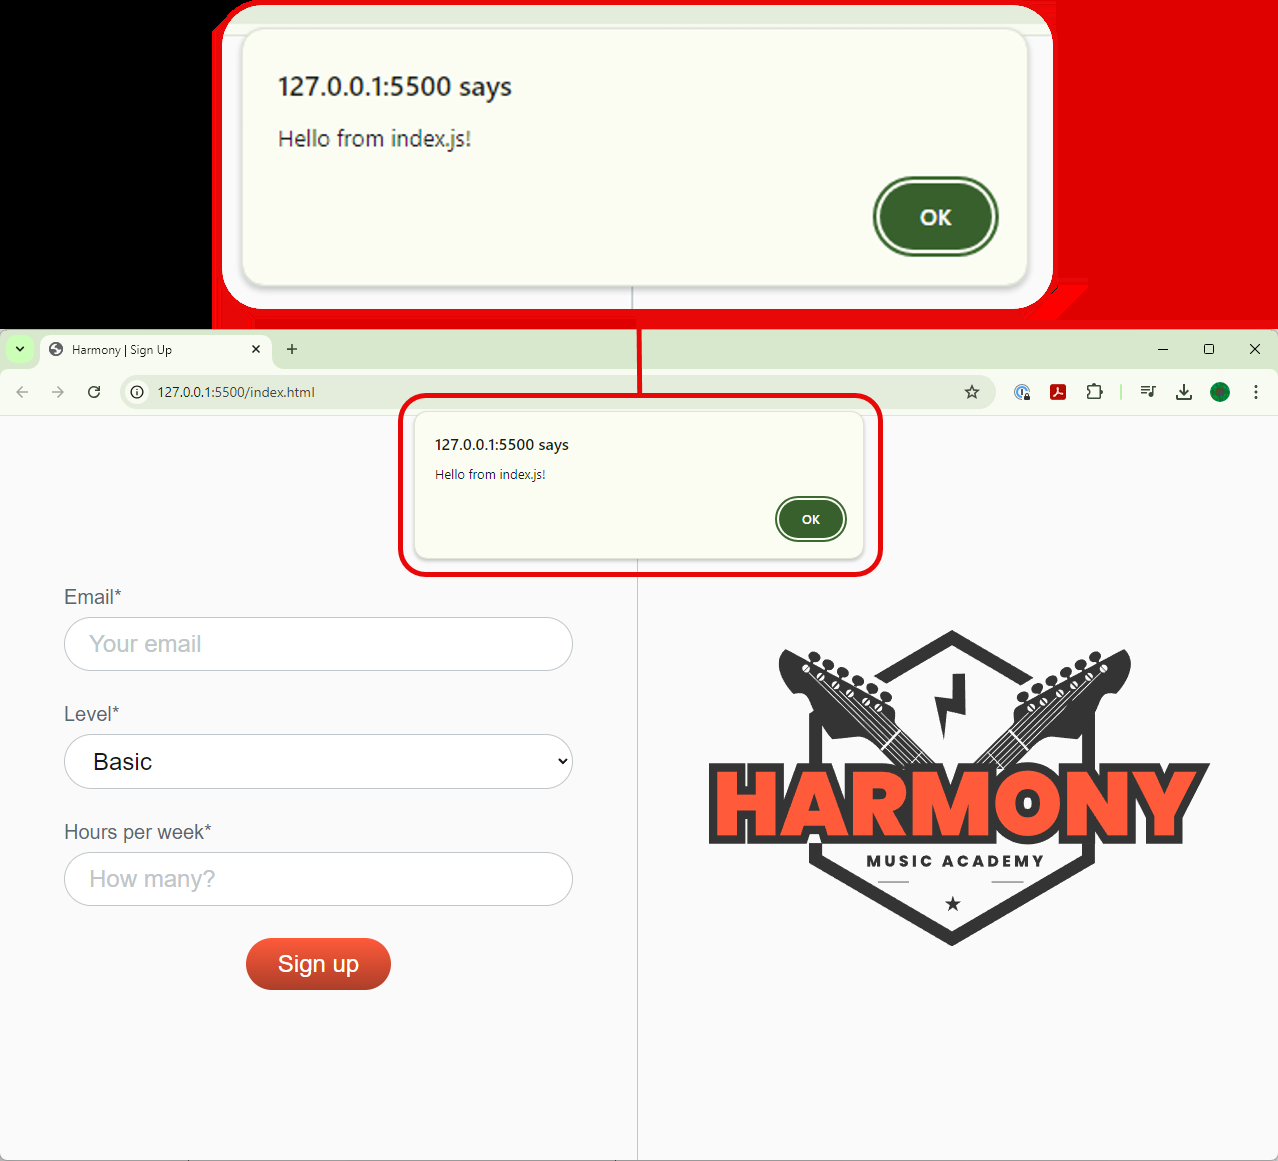 127.0.0.1:5500 says
Hello from index.js!
OK
Harmony | Sign Up
127.0.0.1:5500/index.html
127.0.0.1:5500 says
Hello from index.js!
OK
Email*
Your email
Level*
Basic
Hours per week*
How many?
Sign up
HARMONY
MUSIC ACADEMY